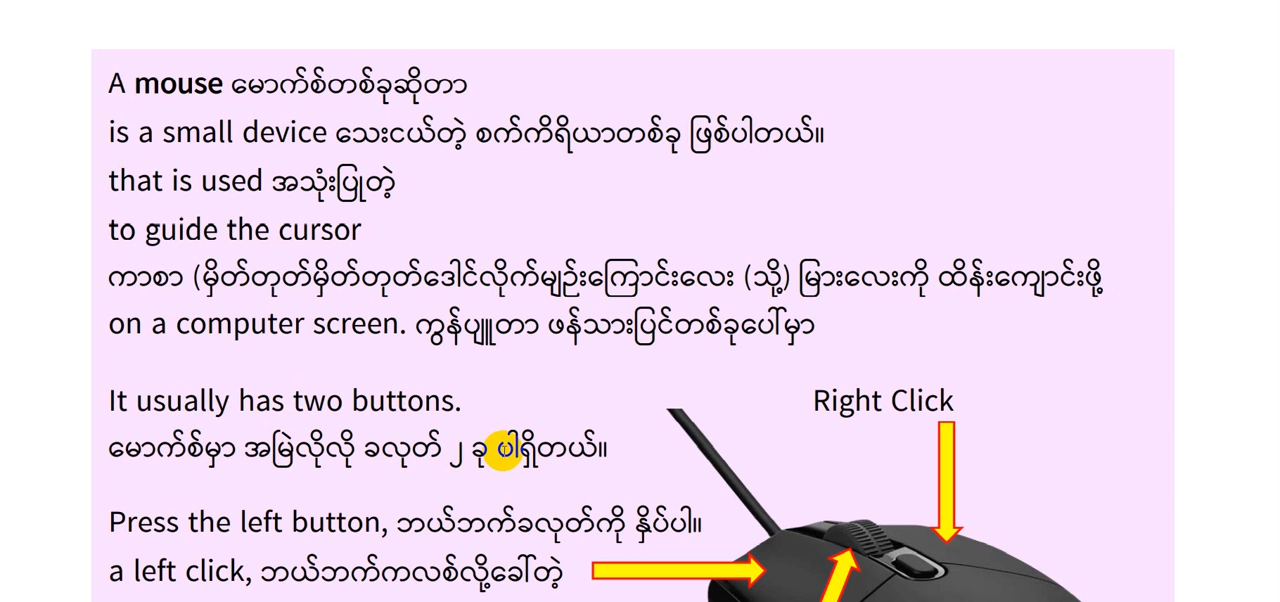 A mouse မောက်စ်တစ်ခုဆိုတာ
is a small device သေးငယ်တဲ့ စက်ကိရိယာတစ်ခု ဖြစ်ပါတယ်။
that is used အသုံးပြုတဲ့
to guide the cursor
ကာစာ (မှိတ်တုတ်မှိတ်တုတ်ဒေါင်လိုက်မျဉ်းကြောင်းလေး (သို့) မြားလေးကို ထိန်းကျောင်းဖို့
on a computer screen. ကွန်ပျူတာ ဖန်သားပြင်တစ်ခုပေါ်မှာ
It usually has two buttons.
Right Click
မောက်စ်မှာ အမြဲလိုလို ခလုတ် ၂ ခု ပါရှိတယ်။
Press the left button, ဘယ်ဘက်ခလုတ်ကို နှိပ်ပါ။
a left click, ဘယ်ဘက်ကလစ်လို့ခေါ်တဲ့